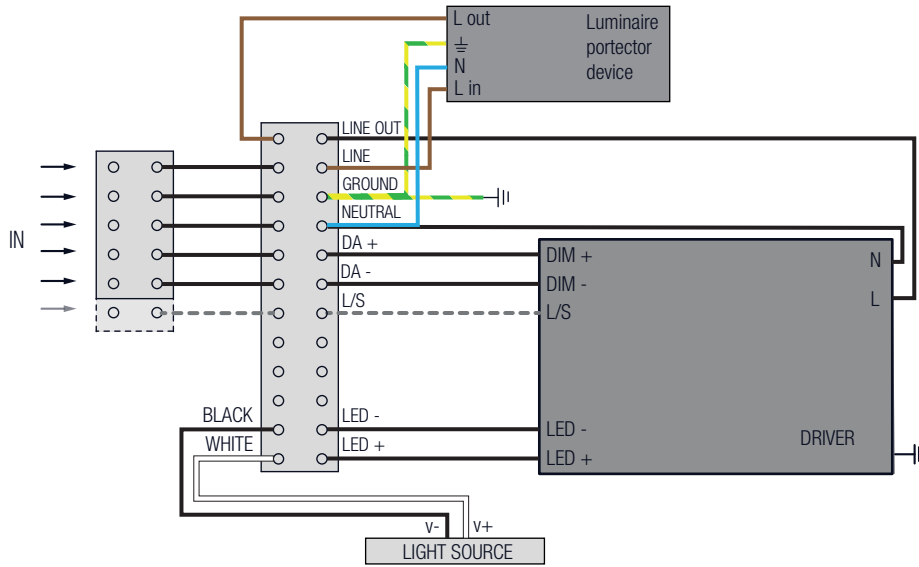 L out
Luminaire
portector
device
N
L in
LINE OUT
LINE
GROUND
NEUTRAL
IN
DA +
DA -
L/S
DIM +
DIM -
L/S
N
L
BLACK
WHITE
LED -
LED +
LED -
LED +
DRIVER
v-
v+
LIGHT SOURCE